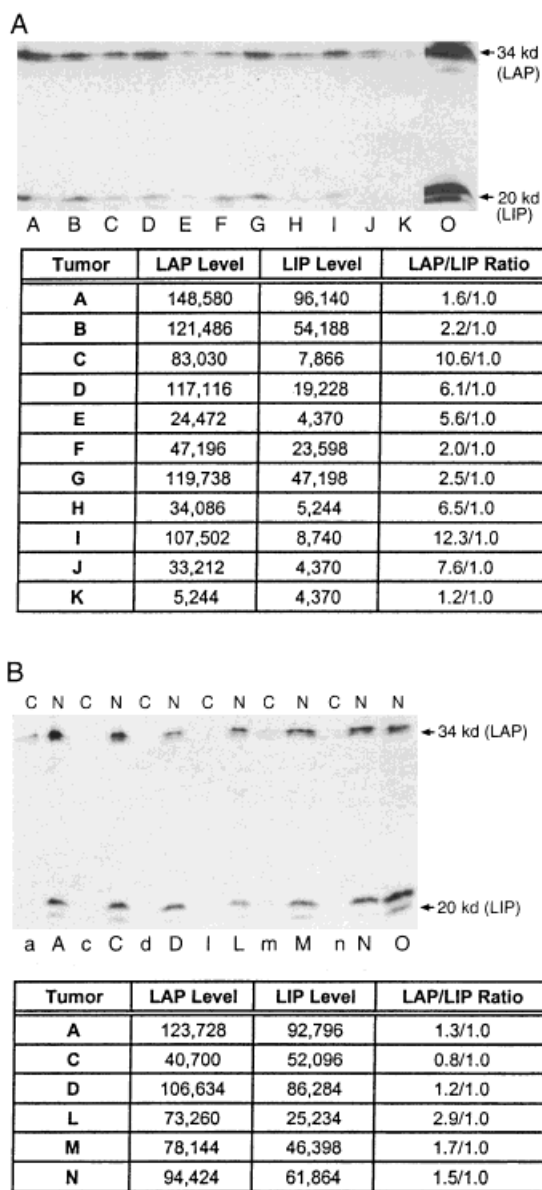 A
34 kd
(LAP)
20 kd
(LIP)
A B C D E F G H I J K O
Tumor LAP Level LIP Level LAP/LIP Ratio
A 148,580 96,140 1.6/1.0
B 121,486 54,188 2.2/1.0
C 83,030 7,866 10.6/1.0
D 117,116 19,228 6.1/1.0
E 24,472 4,370 5.6/1.0
F 47,196 23,598 2.0/1.0
G 119,738 47,198 2.5/1.0
H 34,086 5,244 6.5/1.0
I 107,502 8,740 12.3/1.0
J 33,212 4,370 7.6/1.0
K 5,244 4,370 1.2/1.0
B
C N C N C N C N C N C N N
34 kd (LAP)
20 kd (LIP)
a A c C d D l L m M n N O
Tumor LAP Level LIP Level LAP/LIP Ratio
A 123,728 92,796 1.3/1.0
C 40,700 52,096 0.8/1.0
D 106,634 86,284 1.2/1.0
L 73,260 25,234 2.9/1.0
M 78,144 46,398 1.7/1.0
N 94,424 61,864 1.5/1.0